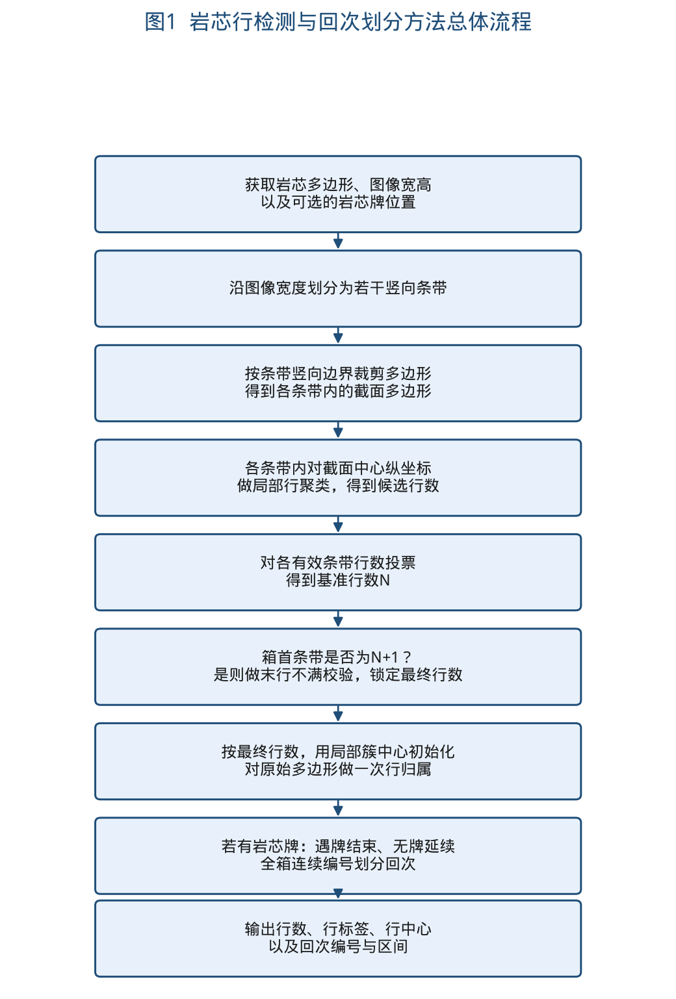 图1 岩芯行检测与回次划分方法总体流程
获取岩芯多边形、图像宽高
以及可选的岩芯牌位置
沿图像宽度划分为若干竖向条带
按条带竖向边界裁剪多边形
得到各条带内的截面多边形
各条带内对截面中心纵坐标
做局部行聚类，得到候选行数
对各有效条带行数投票
得到基准行数N
箱首条带是否为N+1？
是则做末行不满校验，锁定最终行数
按最终行数，用局部簇中心初始化
对原始多边形做一次行归属
若有岩芯牌：遇牌结束、无牌延续
全箱连续编号划分回次
输出行数、行标签、行中心
以及回次编号与区间